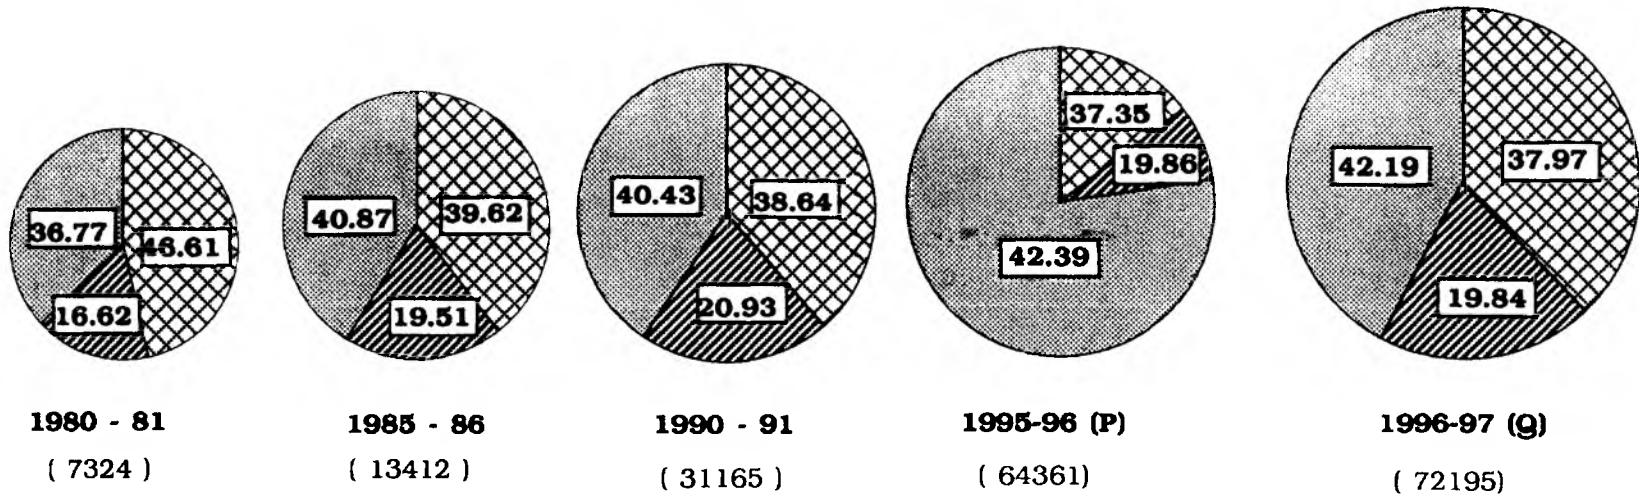 36.77
46.61
16.62
1980 - 81
( 7324 )
40.87
39.62
19.51
1985 - 86
( 13412 )
40.43
38.64
20.93
1990 - 91
( 31165 )
37.35
19.86
42.39
1995-96 (P)
( 64361)
42.19
37.97
19.84
1996-97 (Q)
( 72195)